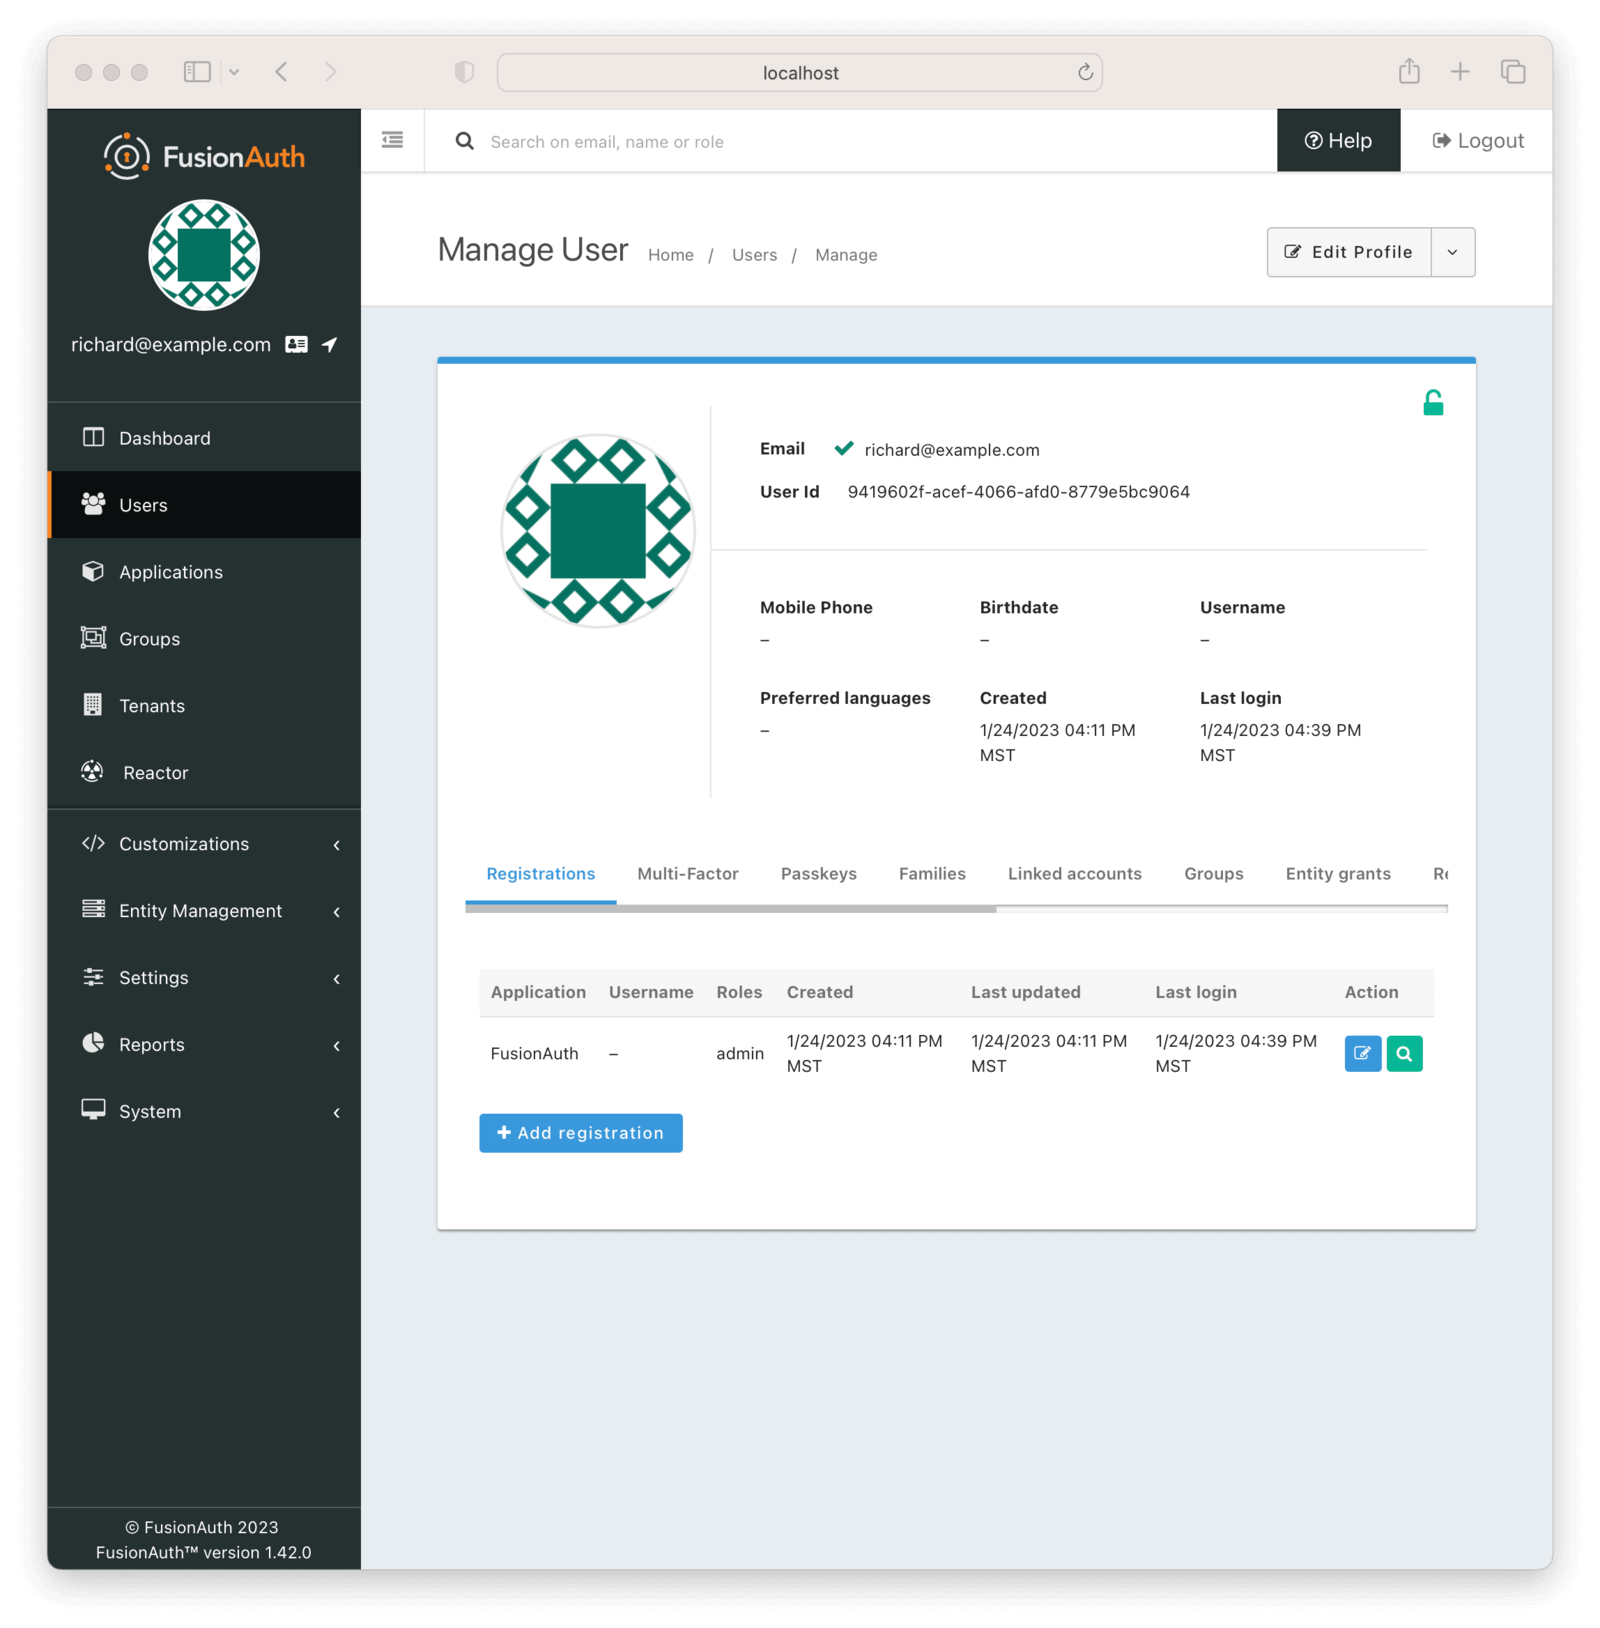 localhost
FusionAuth
Search on email, name or role
Help
Logout
richard@example.com
Manage User
Home / Users / Manage
Edit Profile
Dashboard
Users
Applications
Groups
Tenants
Reactor
Customizations
Entity Management
Settings
Reports
System
© FusionAuth 2023
FusionAuth™ version 1.42.0
Email richard@example.com
User Id 9419602f-acef-4066-afd0-8779e5bc9064
Mobile Phone Birthdate Username
– – –
Preferred languages Created Last login
– 1/24/2023 04:11 PM 1/24/2023 04:39 PM
MST MST
Registrations Multi-Factor Passkeys Families Linked accounts Groups Entity grants Re
Application Username Roles Created Last updated Last login Action
FusionAuth – admin 1/24/2023 04:11 PM 1/24/2023 04:11 PM 1/24/2023 04:39 PM
MST MST MST
Add registration